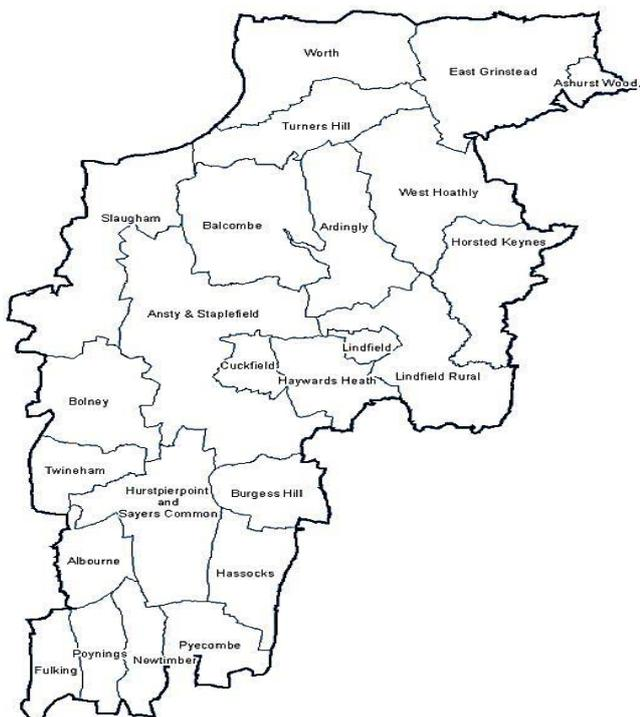 Worth
East Grinstead
Ashurst Wood
Turners Hill
West Hoathly
Slaugham
Balcombe
Ardingly
Horsted Keynes
Ansty & Staplefield
Lindfield
Cuckfield
Haywards Heath
Lindfield Rural
Bolney
Twineham
Hurstpierpoint
and
Sayers Common
Burgess Hill
Albourne
Hassocks
Pyecombe
Poynings
Newtimber
Fulking